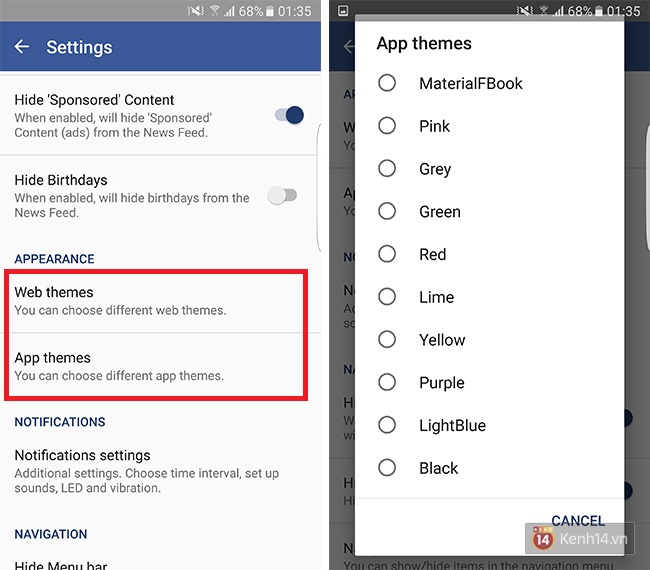 68% 01:35
Settings
Hide 'Sponsored' Content
When enabled, will hide 'Sponsored'
Content (ads) from the News Feed.
Hide Birthdays
When enabled, will hide birthdays from the
News Feed.
APPEARANCE
Web themes
You can choose different web themes.
App themes
You can choose different app themes.
NOTIFICATIONS
Notifications settings
Additional settings. Choose time interval, set up
sounds, LED and vibration.
NAVIGATION
Hide Menu bar
68% 01:35
App themes
MaterialFBook
Pink
Grey
Green
Red
Lime
Yellow
Purple
LightBlue
Black
CANCEL
14 Kenh14.vn
You can show/hide items in the navigation menu